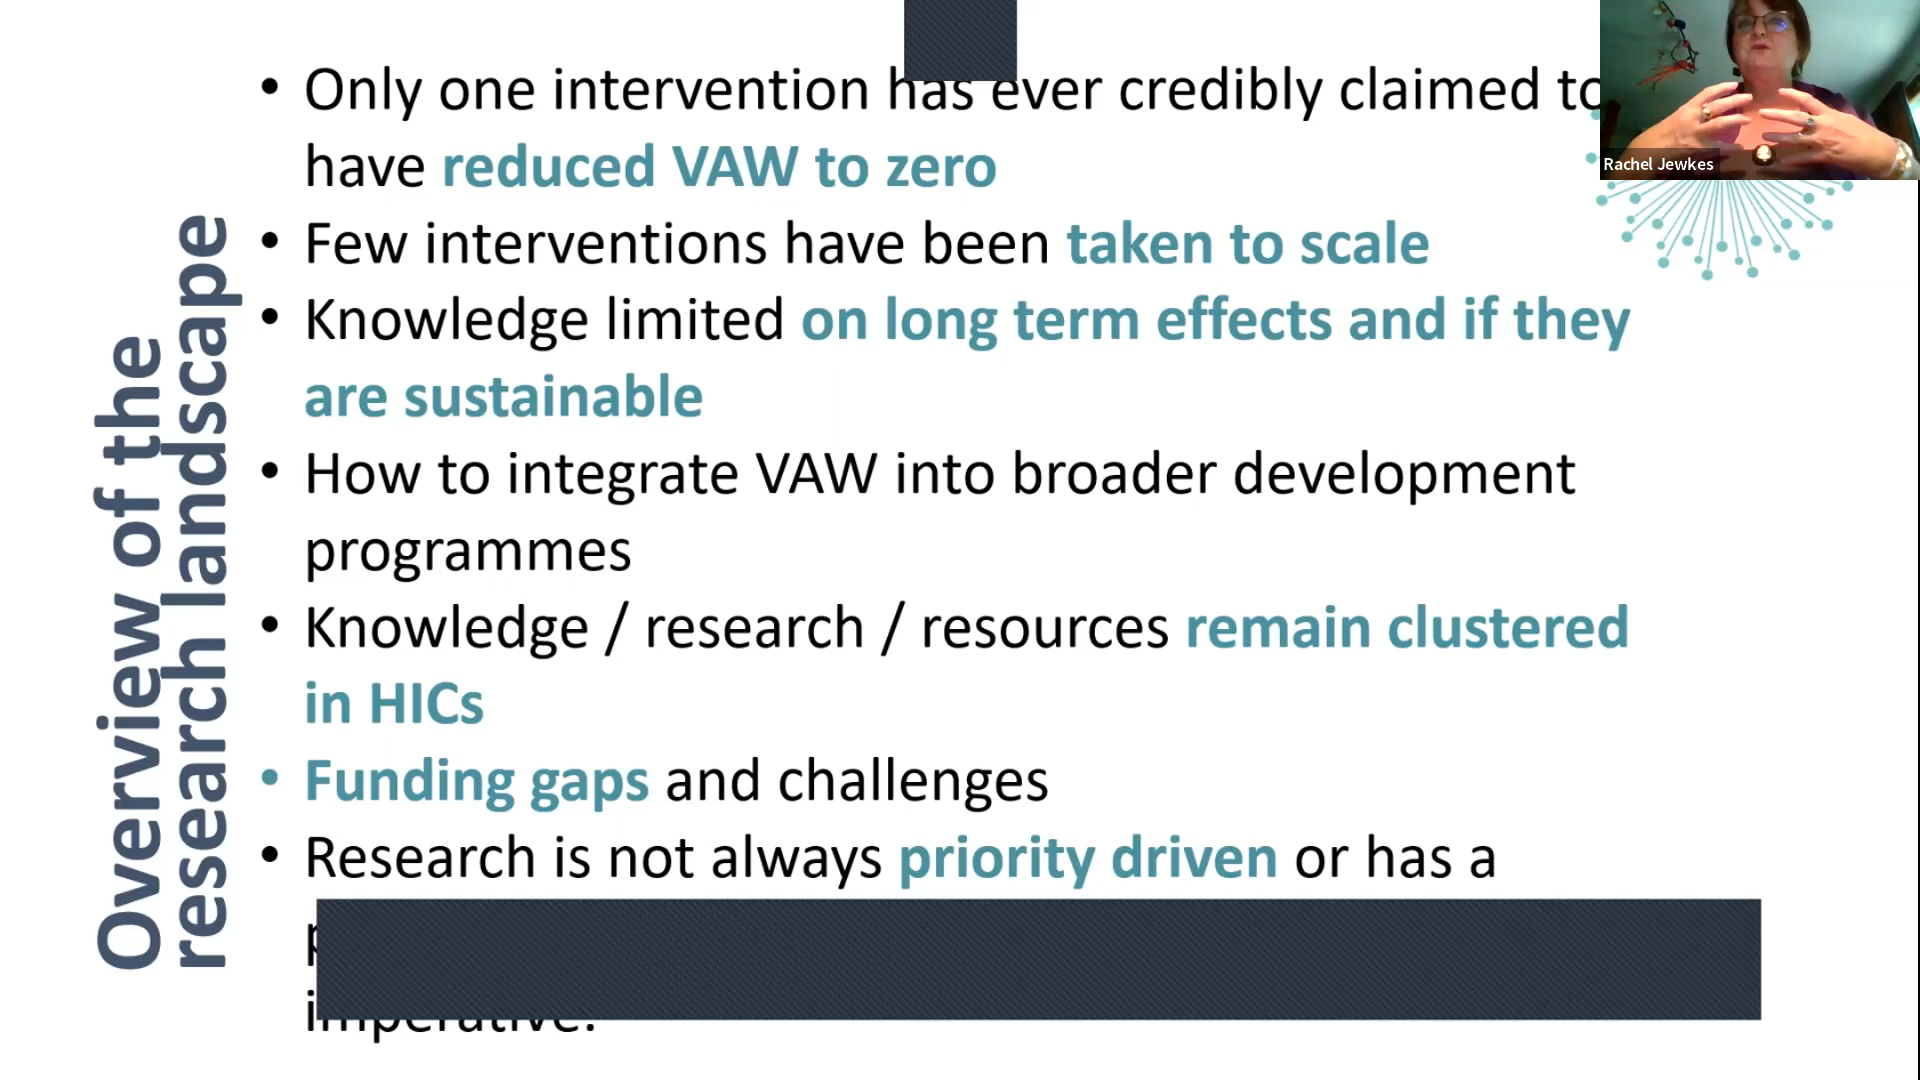 Overview of the
research landscape
• Only one intervention has ever credibly claimed to
have reduced VAW to zero
• Few interventions have been taken to scale
• Knowledge limited on long term effects and if they
are sustainable
• How to integrate VAW into broader development
programmes
• Knowledge / research / resources remain clustered
in HICs
• Funding gaps and challenges
• Research is not always priority driven or has a
imperative.
Rachel Jewkes